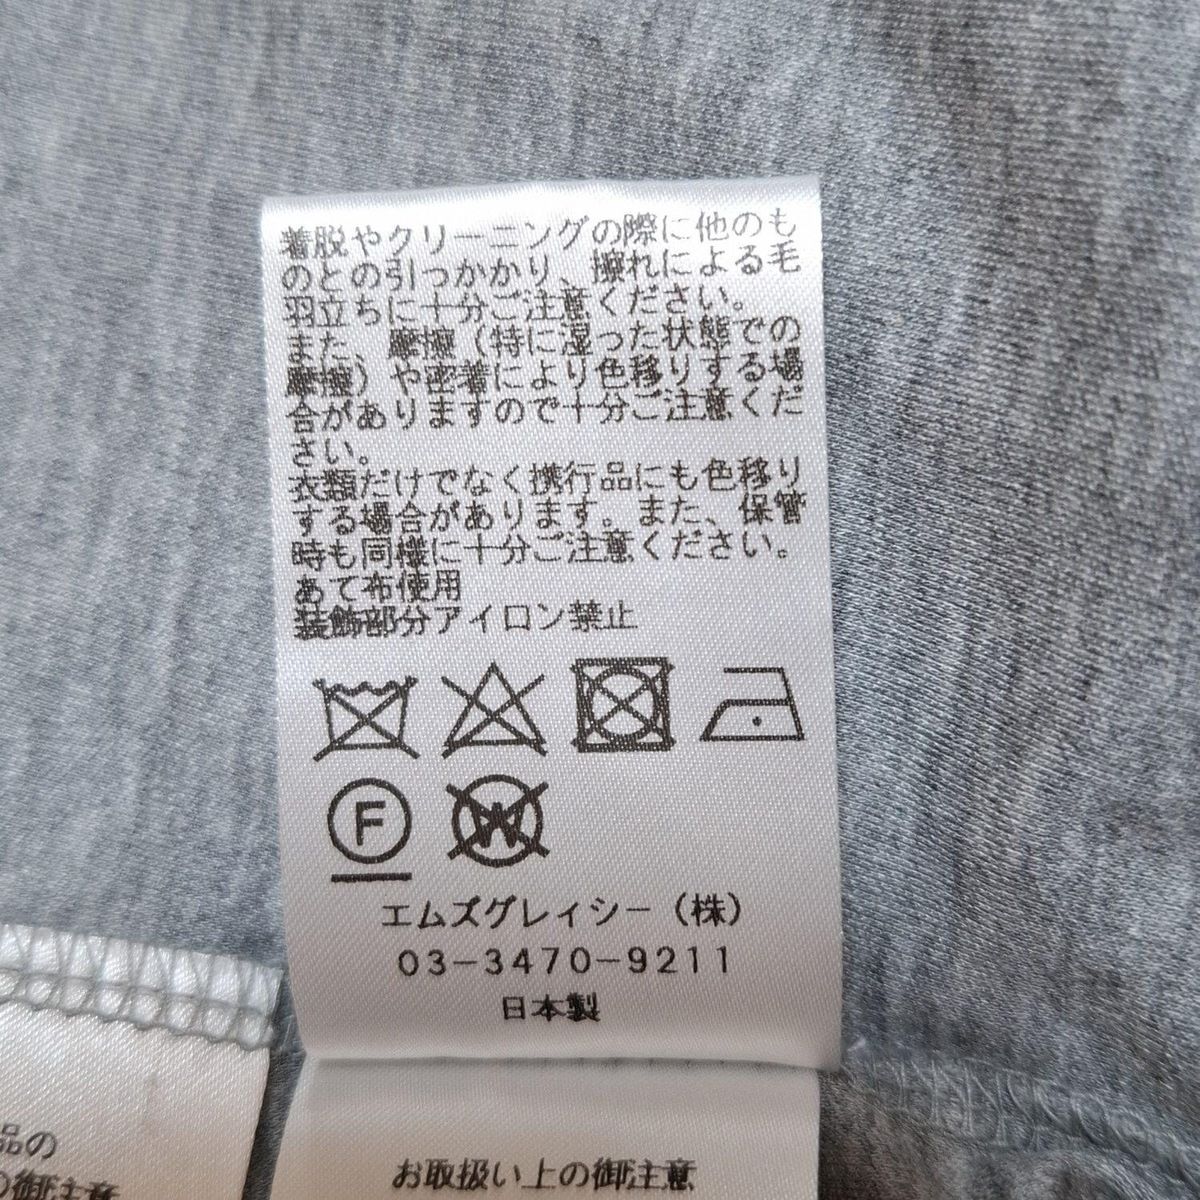 着脱やクリーニングの際に他のも
のとの引っかかり、擦れによる毛
羽立ちに十分ご注意ください。
また、摩擦(特に湿った状態での
摩擦)や密着により色移りする場
合がありますので十分ご注意くだ
さい。
衣類だけでなく携行品にも色移り
する場合があります。また、保管
時も同様に十分ご注意ください。
あて布使用
装飾部分アイロン禁止
F
W
エムズグレイシー(株)
03-3470-9211
日本製
品の
の御注意
お取扱い上の御注意